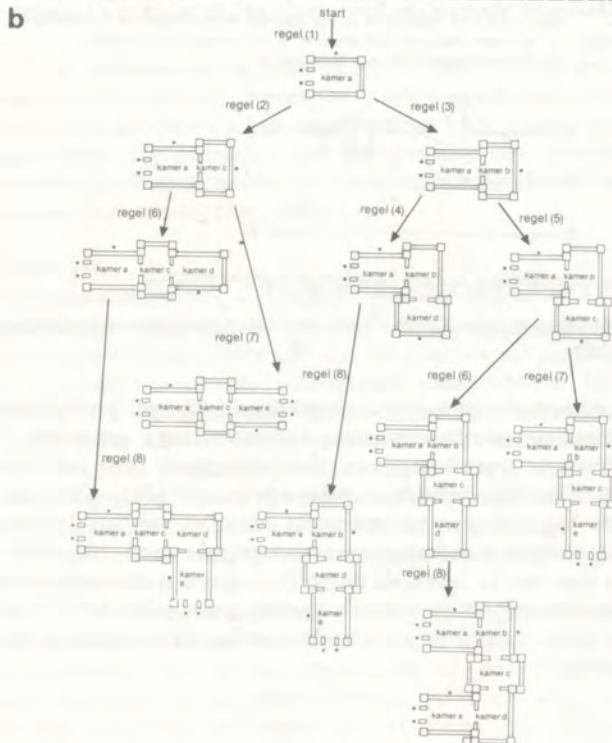 b
start
regel (1)
kamer a
regel (2)
regel (3)
kamer a kamer c
kamer a kamer b
regel (6)
regel (4)
regel (5)
kamer a kamer c kamer d
kamer a kamer b
kamer d
kamer a kamer b
kamer c
regel (7)
regel (8)
regel (6)
regel (7)
kamer a kamer c kamer e
kamer a kamer b
kamer c
kamer d
kamer a kamer b
kamer c
kamer e
regel (8)
kamer a kamer c kamer d
kamer e
kamer a kamer b
kamer d
kamer e
regel (8)
kamer a kamer b
kamer c
kamer e kamer d